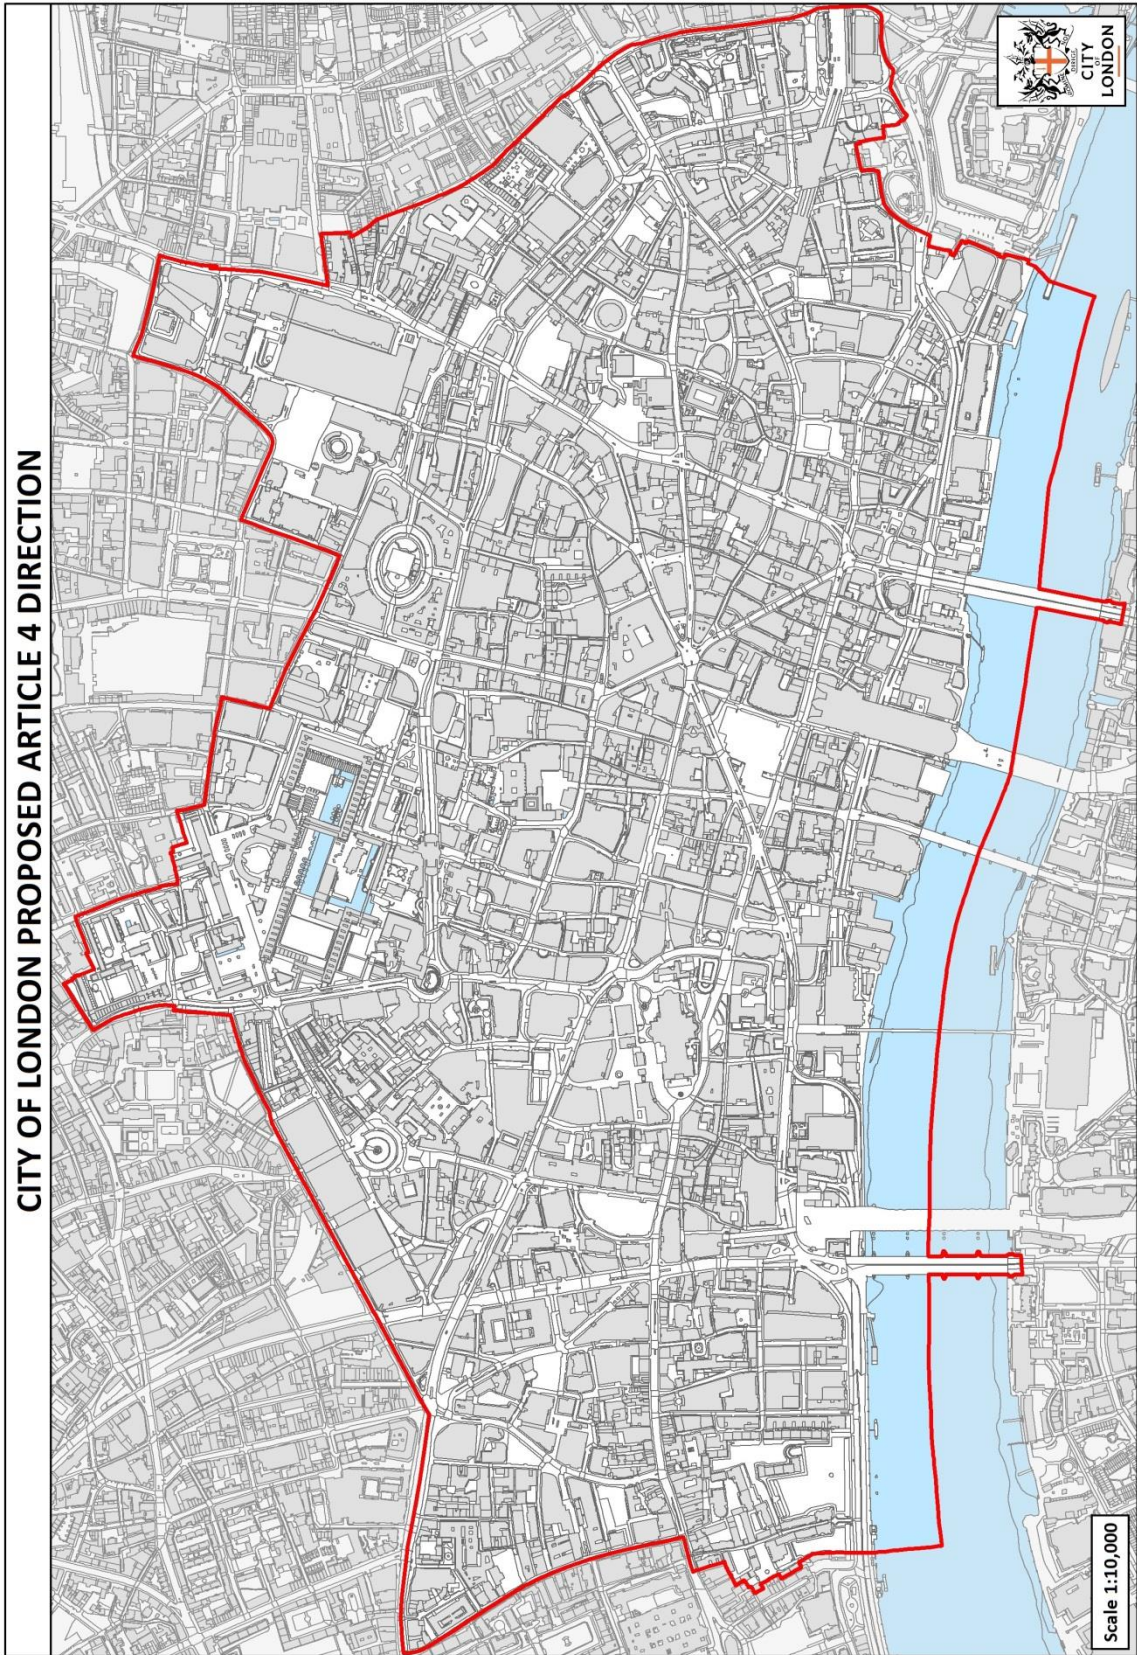 CITY OF LONDON PROPOSED ARTICLE 4 DIRECTION
CITY
OF
LONDON
Scale 1:10,000